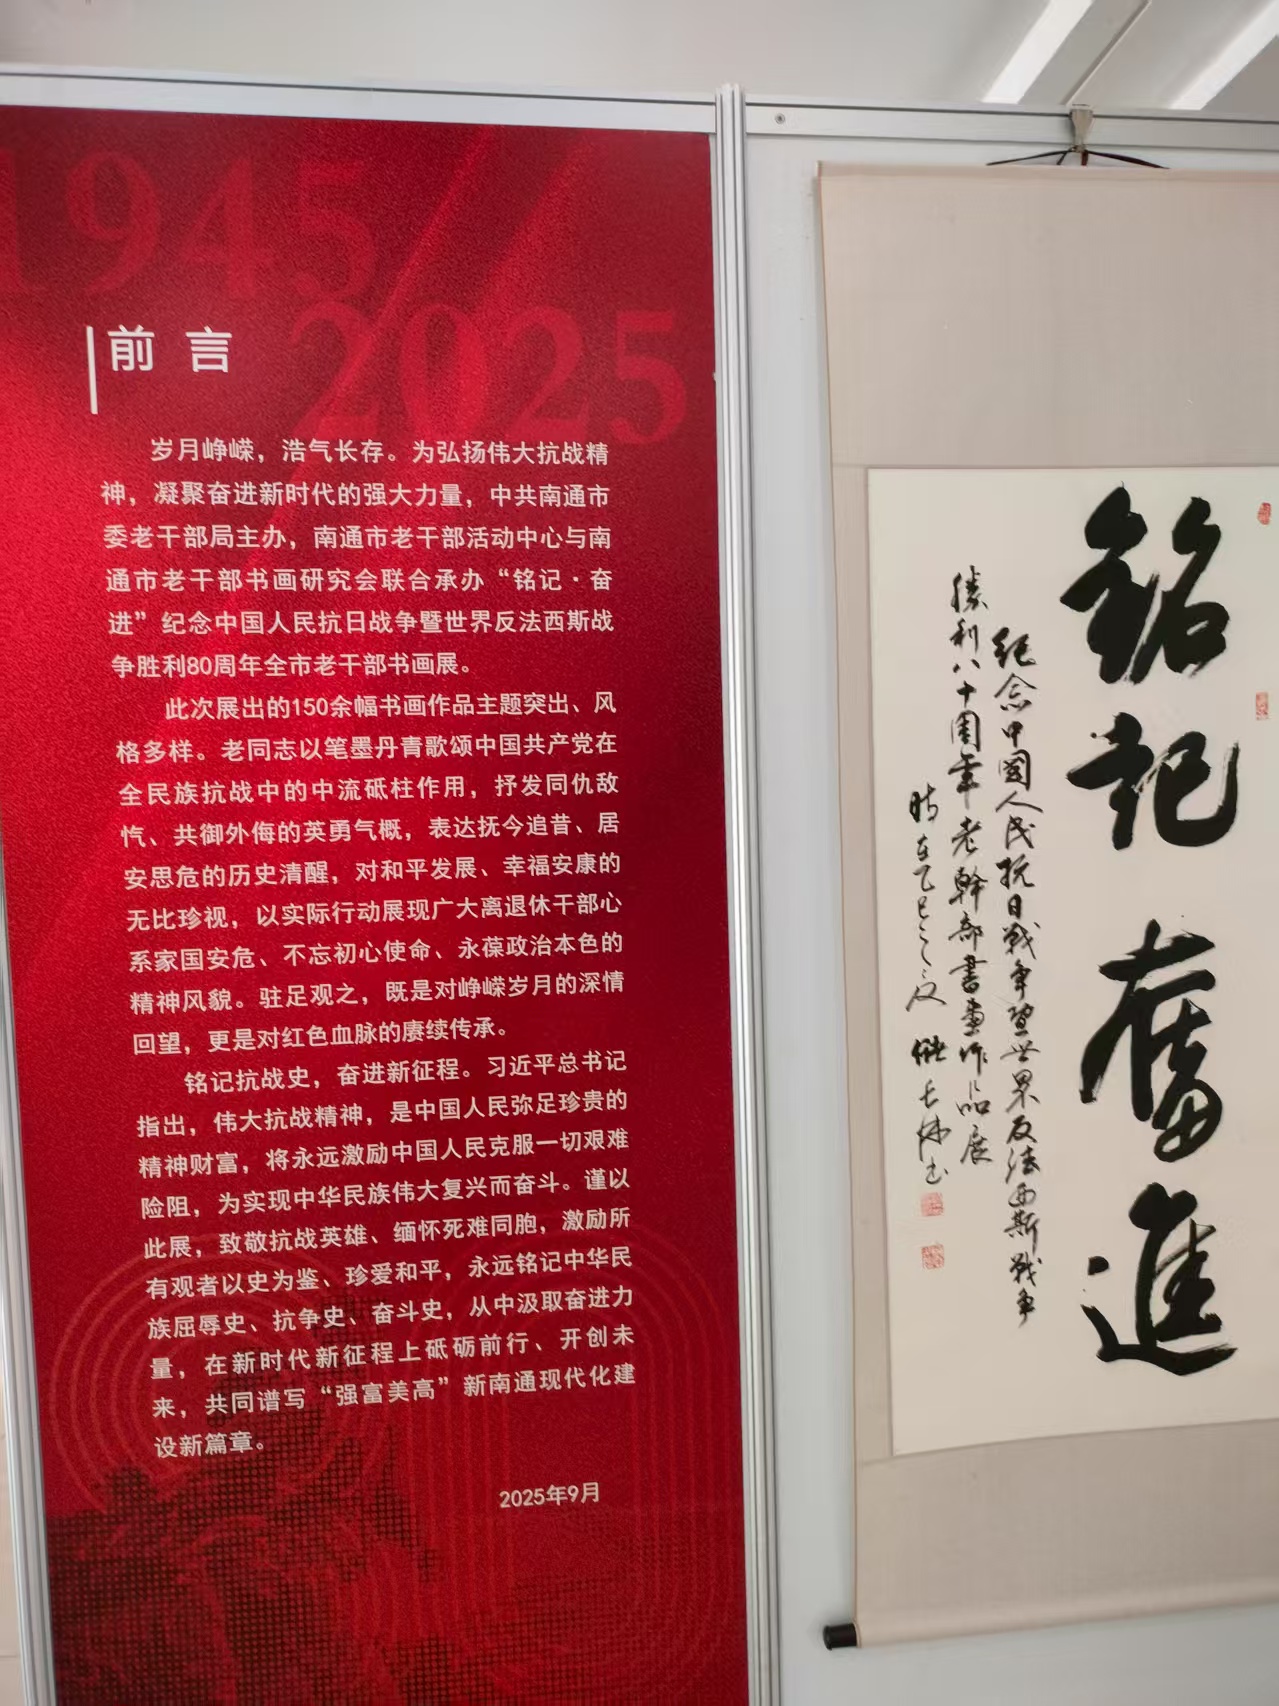 1945
2025
前言
岁月峥嵘，浩气长存。为弘扬伟大抗战精
神，凝聚奋进新时代的强大力量，中共南通市
委老干部局主办，南通市老干部活动中心与南
通市老干部书画研究会联合承办“铭记·奋
进”纪念中国人民抗日战争暨世界反法西斯战
争胜利80周年全市老干部书画展。
此次展出的150余幅书画作品主题突出、风
格多样。老同志以笔墨丹青歌颂中国共产党在
全民族抗战中的中流砥柱作用，抒发同仇敌
忾、共御外侮的英勇气概，表达抚今追昔、居
安思危的历史清醒，对和平发展、幸福安康的
无比珍视，以实际行动展现广大离退休干部心
系家国安危、不忘初心使命、永葆政治本色的
精神风貌。驻足观之，既是对峥嵘岁月的深情
回望，更是对红色血脉的赓续传承。
铭记抗战史，奋进新征程。习近平总书记
指出，伟大抗战精神，是中国人民弥足珍贵的
精神财富，将永远激励中国人民克服一切艰难
险阻，为实现中华民族伟大复兴而奋斗。谨以
此展，致敬抗战英雄、缅怀死难同胞，激励所
有观者以史为鉴、珍爱和平，永远铭记中华民
族屈辱史、抗争史、奋斗史，从中汲取奋进力
量，在新时代新征程上砥砺前行、开创未
来，共同谱写“强富美高”新南通现代化建
设新篇章。
2025年9月
銘記奮進
纪念中國人民抗日戰争暨世界反法西斯戰争
勝利八十周年老幹部書畫作品展
時在乙巳之